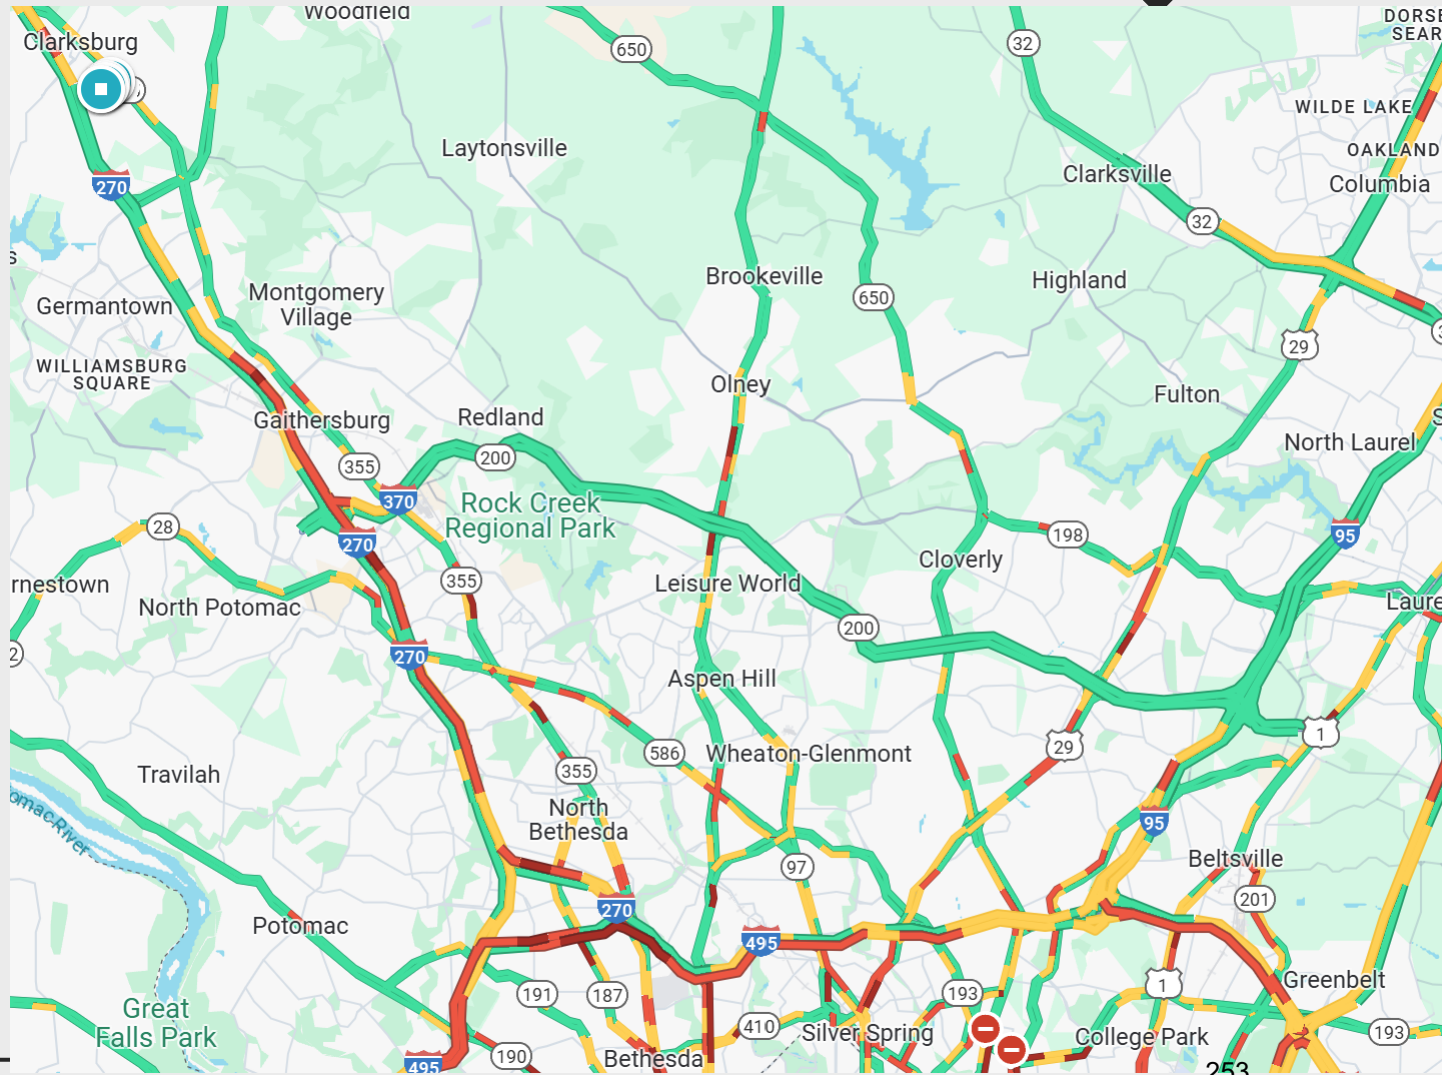 Woodfield
DORSE
SEAR
Clarksburg
650
32
WILDE LAKE
OAKLAND
Laytonsville
Clarksville
Columbia
270
32
s
Brookeville
Highland
Germantown
Montgomery
Village
650
3
29
WILLIAMSBURG
SQUARE
Olney
Fulton
Gaithersburg
Redland
S
North Laurel
200
355
370
Rock Creek
Regional Park
28
270
198
95
Cloverly
rnestown
355
Leisure World
North Potomac
Laure
200
2
270
Aspen Hill
1
29
586
Wheaton-Glenmont
Travilah
355
North
Bethesda
omac River
95
Beltsville
97
201
270
Potomac
495
Greenbelt
191
187
193
1
Great
Falls Park
410
Silver Spring
College Park
193
190
Bethesda
495
253